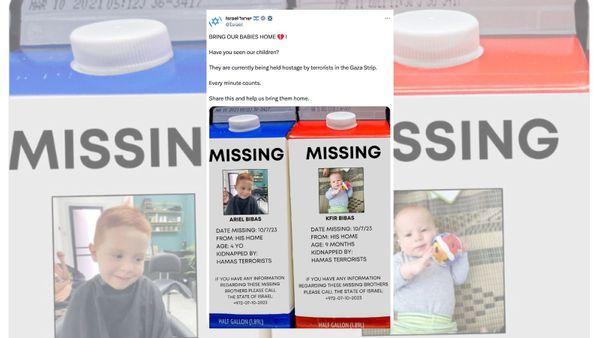 Israel ישראל
@Israel
BRING OUR BABIES HOME 💔 !
Have you seen our children?
They are currently being held hostage by terrorists in the Gaza Strip.
Every minute counts.
Share this and help us bring them home.
MISSING
ARIEL BIBAS
DATE MISSING: 10/7/23
FROM: HIS HOME
AGE: 4 YO
KIDNAPPED BY:
HAMAS TERRORISTS
IF YOU HAVE ANY INFORMATION
REGARDING THESE MISSING
BROTHERS PLEASE CALL
THE STATE OF ISRAEL:
+972-07-10-2023
HALF GALLON (1.89L)
MISSING
KFIR BIBAS
DATE MISSING: 10/7/23
FROM: HIS HOME
AGE: 9 MONTHS
KIDNAPPED BY:
HAMAS TERRORISTS
IF YOU HAVE ANY INFORMATION
REGARDING THESE MISSING
BROTHERS PLEASE CALL
THE STATE OF ISRAEL:
+972-07-10-2023
HALF GALLON (1.89L)
MISSIN
SSING